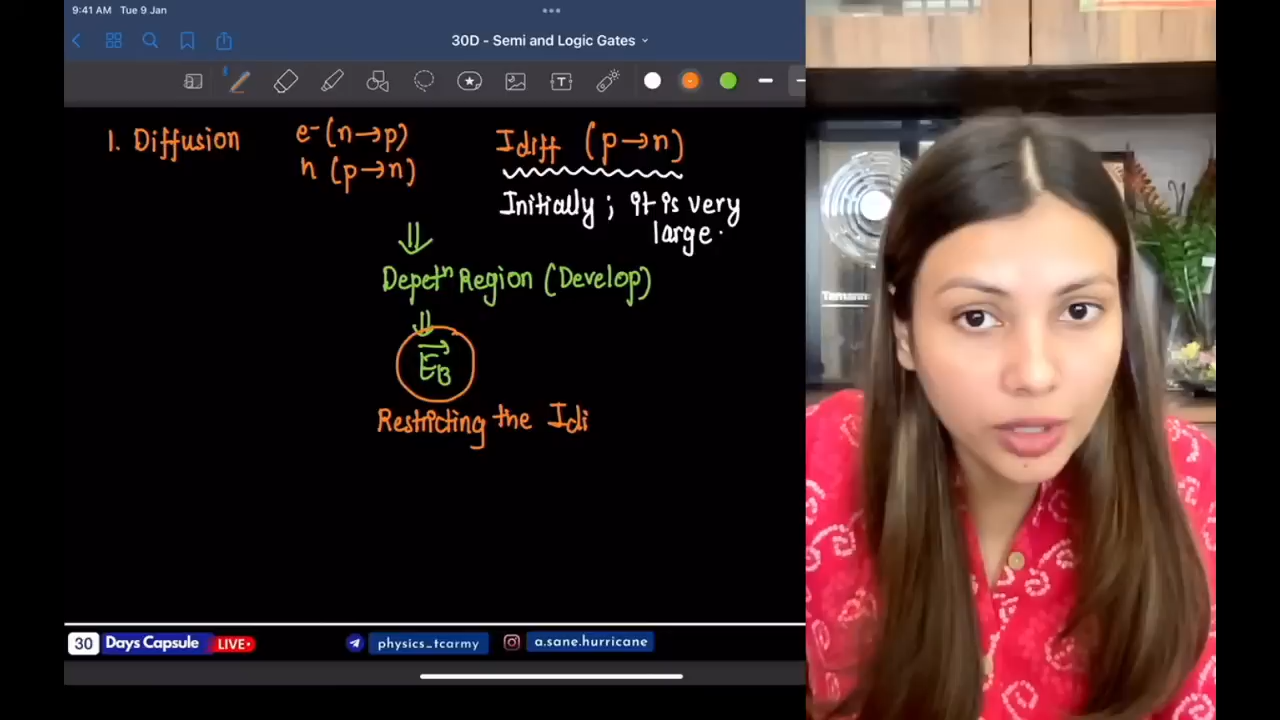 9:41 AM Tue 9 Jan
30D - Semi and Logic Gates
T
1. Diffusion
e- (n→p)
h (p→n)
Idiff (p→n)
Initially ; it is very
large.
⇓
Depetⁿ Region (Develop)
⇓
E⃗B
Restricting the Idi
30 Days Capsule LIVE
physics_tcarmy
a.sane.hurricane